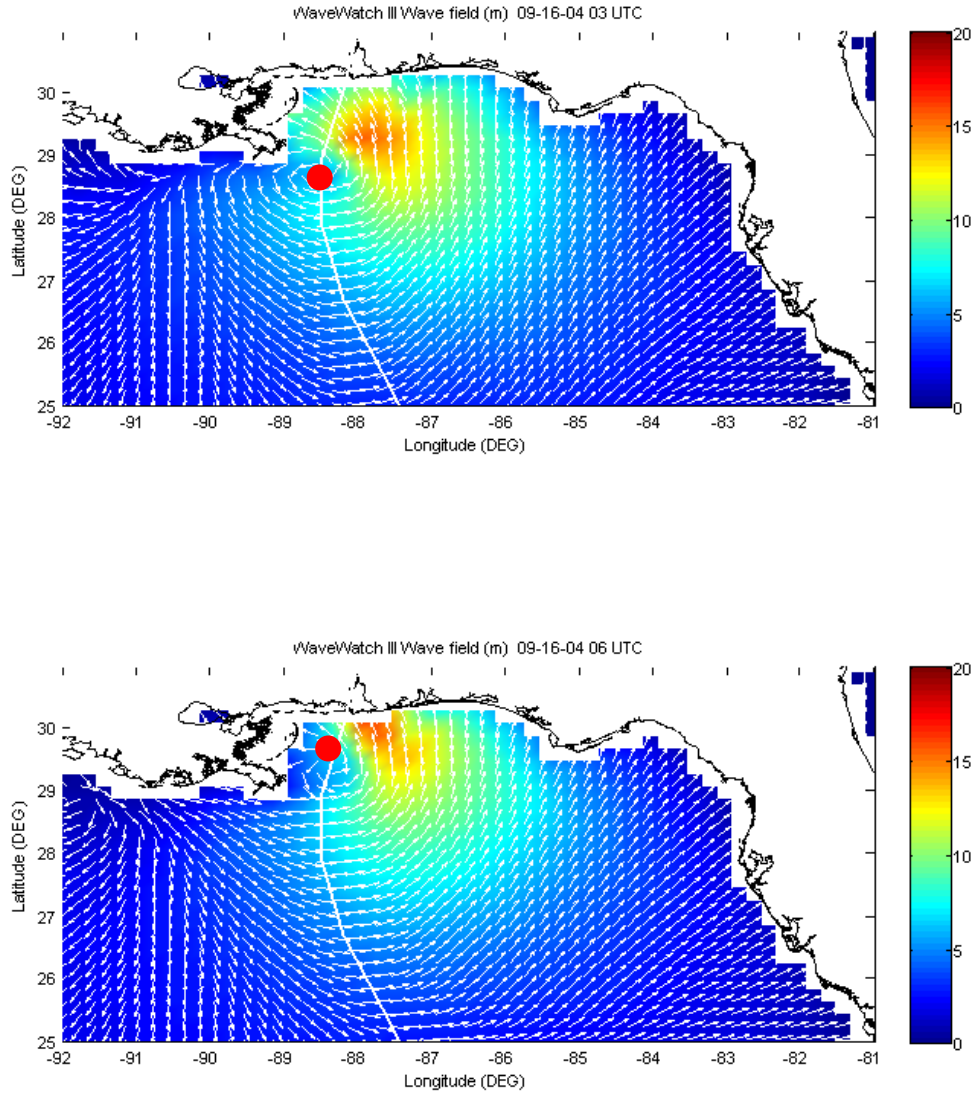 WaveWatch III Wave field (m) 09-16-04 03 UTC
20
15
10
5
0
30
29
28
27
26
25
Latitude (DEG)
-92 -91 -90 -89 -88 -87 -86 -85 -84 -83 -82 -81
Longitude (DEG)
WaveWatch III Wave field (m) 09-16-04 06 UTC
20
15
10
5
0
30
29
28
27
26
25
Latitude (DEG)
-92 -91 -90 -89 -88 -87 -86 -85 -84 -83 -82 -81
Longitude (DEG)